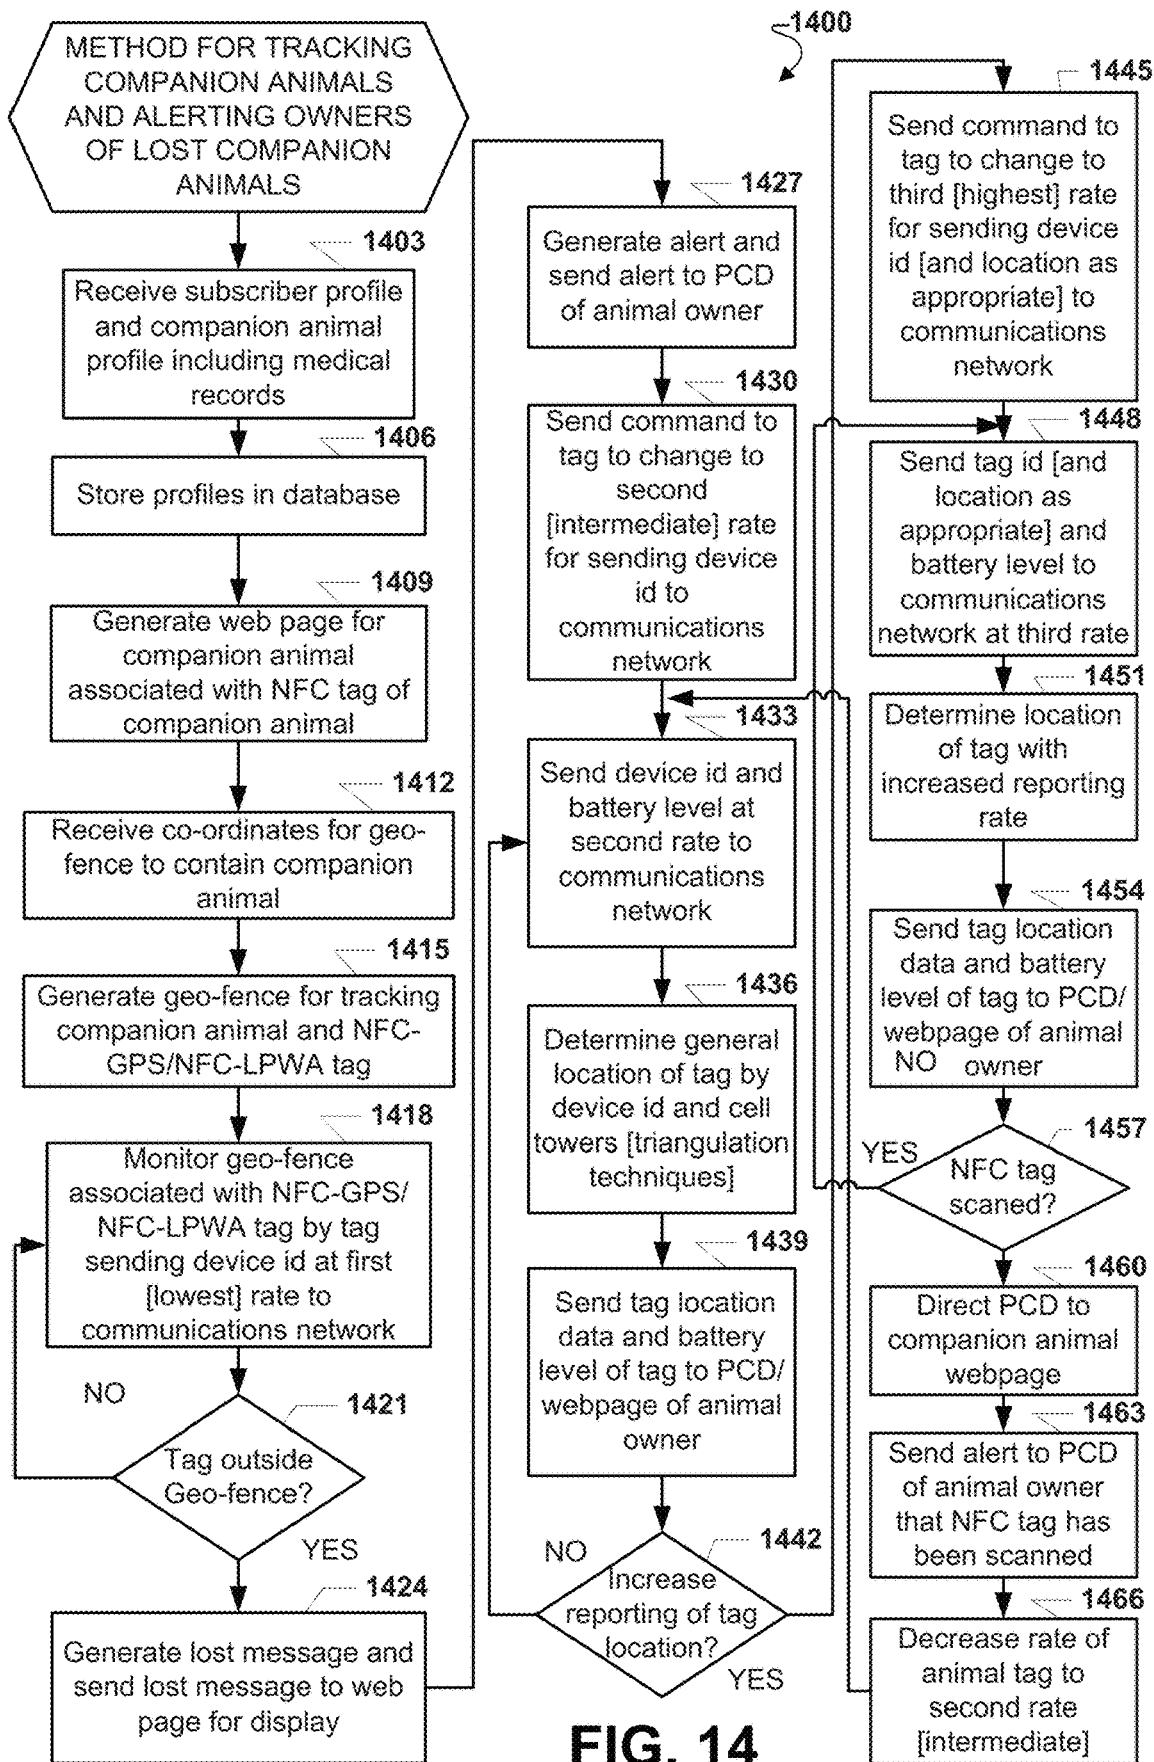 1400
METHOD FOR TRACKING
COMPANION ANIMALS
AND ALERTING OWNERS
OF LOST COMPANION
ANIMALS
1403
Receive subscriber profile
and companion animal
profile including medical
records
1406
Store profiles in database
1409
Generate web page for
companion animal
associated with NFC tag of
companion animal
1412
Receive co-ordinates for geo-
fence to contain companion
animal
1415
Generate geo-fence for tracking
companion animal and NFC-
GPS/NFC-LPWA tag
1418
Monitor geo-fence
associated with NFC-GPS/
NFC-LPWA tag by tag
sending device id at first
[lowest] rate to
communications network
NO
1421
Tag outside
Geo-fence?
YES
1424
Generate lost message and
send lost message to web
page for display
1427
Generate alert and
send alert to PCD
of animal owner
1430
Send command to
tag to change to
second
[intermediate] rate
for sending device
id to
communications
network
1433
Send device id and
battery level at
second rate to
communications
network
1436
Determine general
location of tag by
device id and cell
towers [triangulation
techniques]
1439
Send tag location
data and battery
level of tag to PCD/
webpage of animal
owner
NO
1442
Increase
reporting of tag
location?
YES
1445
Send command to
tag to change to
third [highest] rate
for sending device
id [and location as
appropriate] to
communications
network
1448
Send tag id [and
location as
appropriate] and
battery level to
communications
network at third rate
1451
Determine location
of tag with
increased reporting
rate
1454
Send tag location
data and battery
level of tag to PCD/
webpage of animal
NO owner
1457
YES
NFC tag
scaned?
1460
Direct PCD to
companion animal
webpage
1463
Send alert to PCD
of animal owner
that NFC tag has
been scanned
1466
Decrease rate of
animal tag to
second rate
[intermediate]
FIG. 14